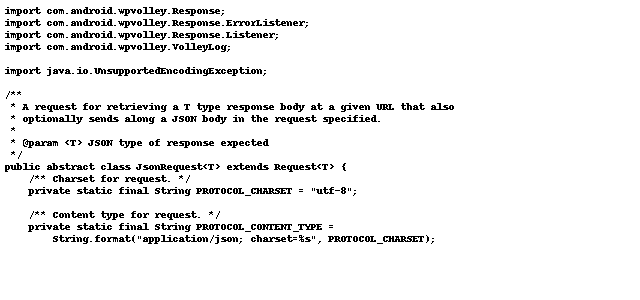 import com.android.wpvolley.Response;
import com.android.wpvolley.Response.ErrorListener;
import com.android.wpvolley.Response.Listener;
import com.android.wpvolley.VolleyLog;

import java.io.UnsupportedEncodingException;

/**
 * A request for retrieving a T type response body at a given URL that also
 * optionally sends along a JSON body in the request specified.
 *
 * @param <T> JSON type of response expected
 */
public abstract class JsonRequest<T> extends Request<T> {
    /** Charset for request. */
    private static final String PROTOCOL_CHARSET = "utf-8";

    /** Content type for request. */
    private static final String PROTOCOL_CONTENT_TYPE =
        String.format("application/json; charset=%s", PROTOCOL_CHARSET);